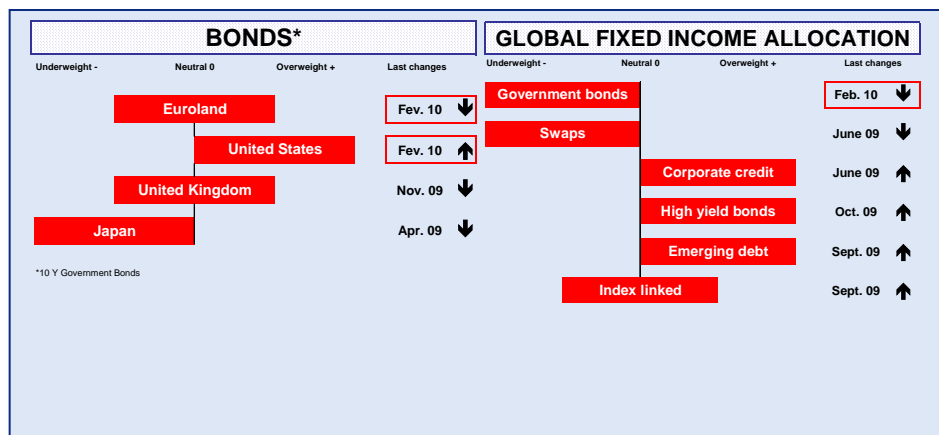 BONDS*
Underweight - Neutral 0 Overweight + Last changes
Euroland Fev. 10
United States Fev. 10
United Kingdom Nov. 09
Japan Apr. 09
*10 Y Government Bonds
GLOBAL FIXED INCOME ALLOCATION
Underweight - Neutral 0 Overweight + Last changes
Government bonds Feb. 10
Swaps June 09
Corporate credit June 09
High yield bonds Oct. 09
Emerging debt Sept. 09
Index linked Sept. 09